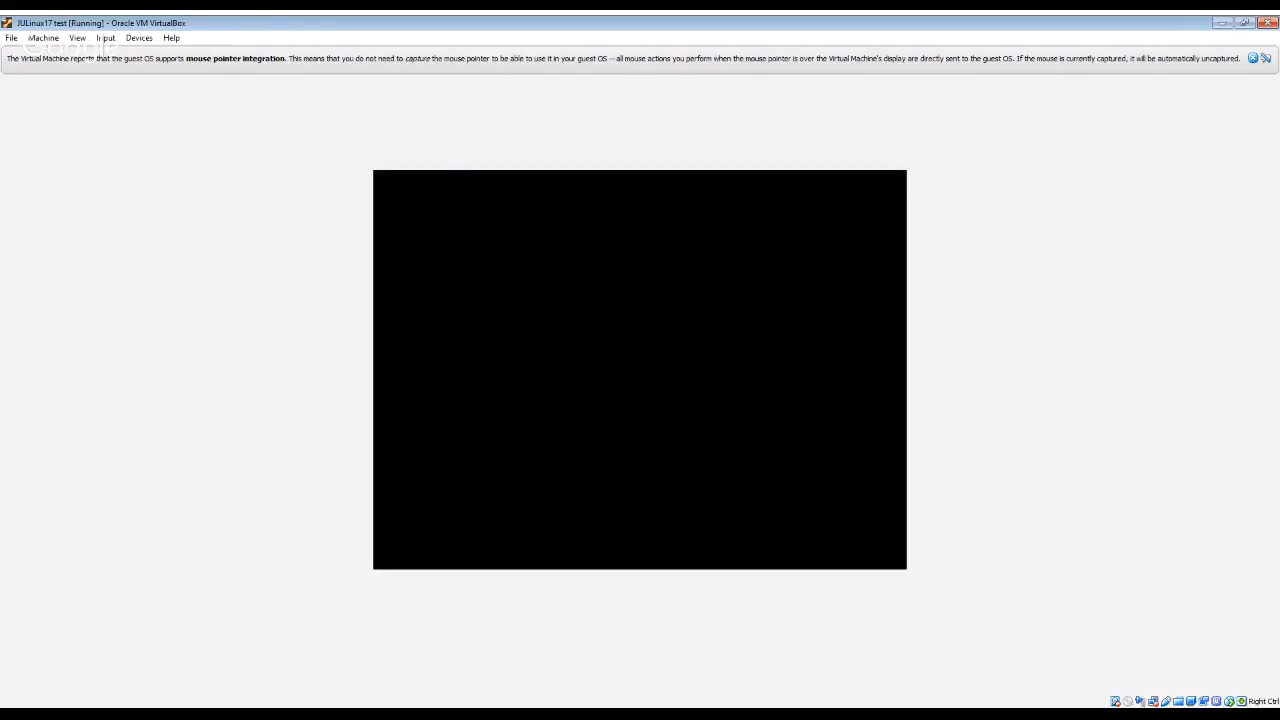 JULinux17 test [Running] - Oracle VM VirtualBox
File Machine View Input Devices Help
Google
The Virtual Machine reports that the guest OS supports mouse pointer integration. This means that you do not need to capture the mouse pointer to be able to use it in your guest OS -- all mouse actions you perform when the mouse pointer is over the Virtual Machine's display are directly sent to the guest OS. If the mouse is currently captured, it will be automatically uncaptured.
Right Ctrl